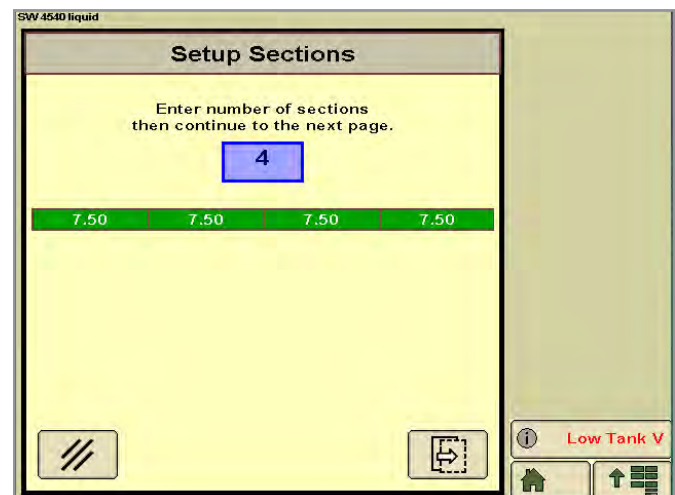 SW 4540 liquid
Setup Sections
Enter number of sections
then continue to the next page.
4
7.50 7.50 7.50 7.50
Low Tank V